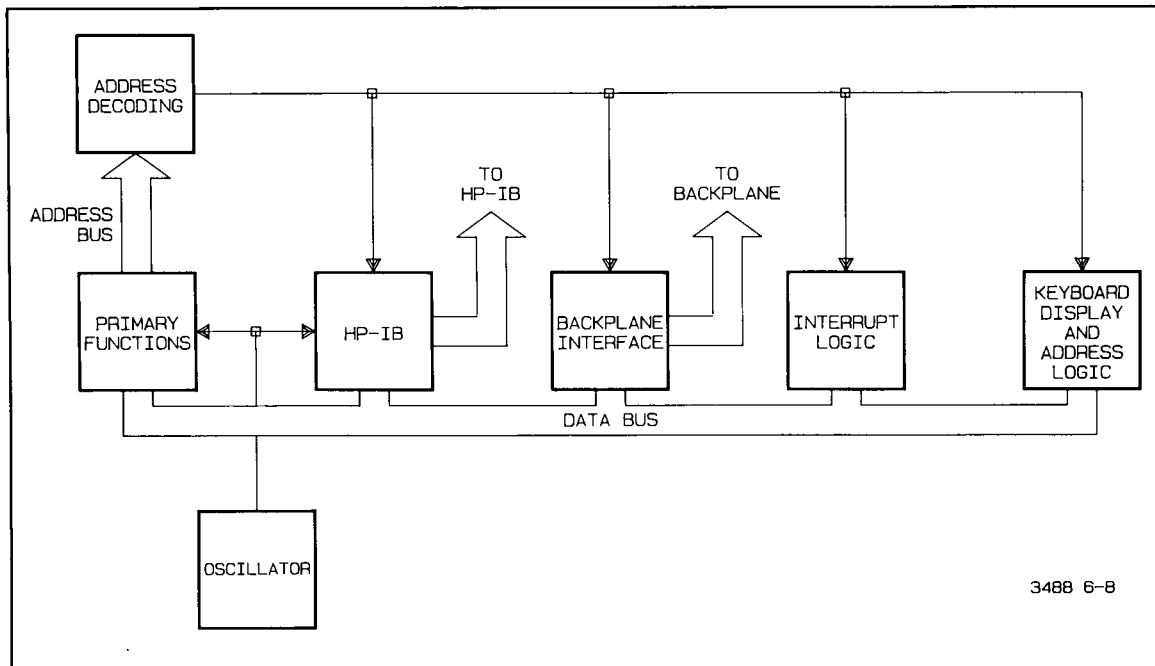 ADDRESS
DECODING
TO
HP-IB
TO
BACKPLANE
ADDRESS
BUS
PRIMARY
FUNCTIONS
HP-IB
BACKPLANE
INTERFACE
INTERRUPT
LOGIC
KEYBOARD
DISPLAY
AND
ADDRESS
LOGIC
DATA BUS
OSCILLATOR
3488 6-8